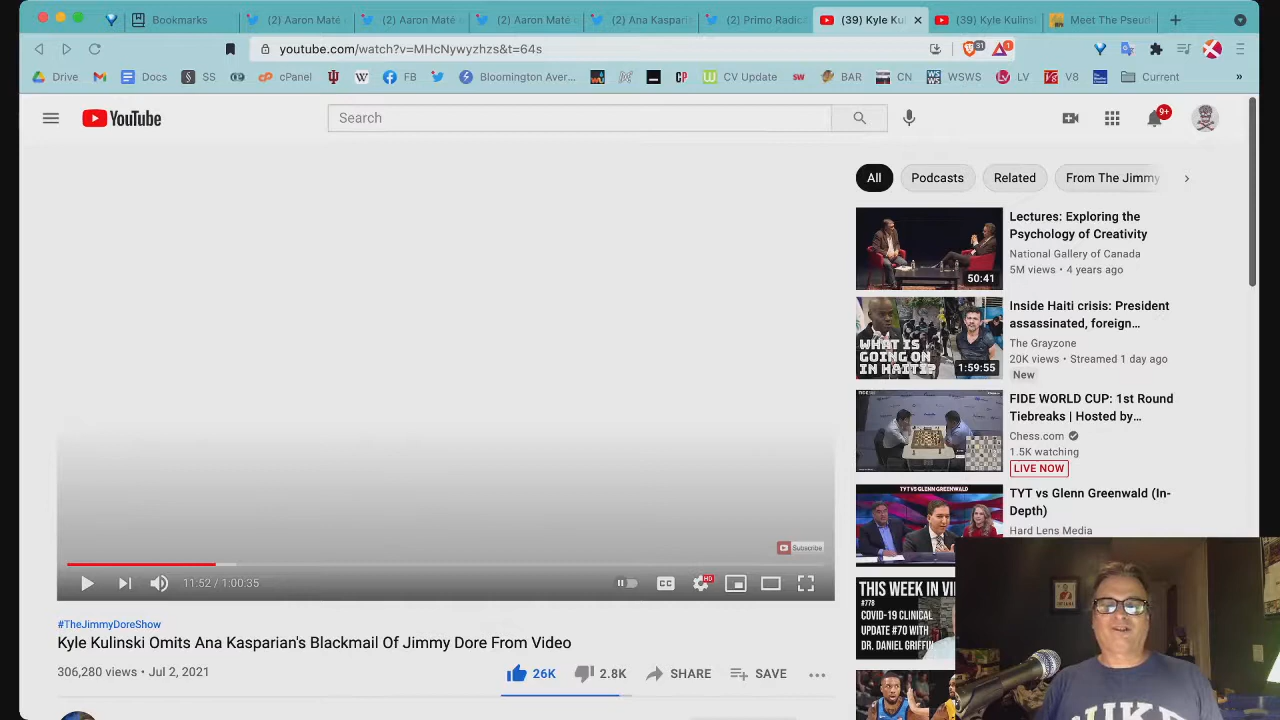 Bookmarks
(2) Aaron Maté
(2) Aaron Maté
(2) Aaron Maté
(2) Ana Kaspari
(2) Primo Radic
(39) Kyle Kul
(39) Kyle Kulins
Meet The Pseud
youtube.com/watch?v=MHcNywyzhzs&t=64s
31
1
Drive
Docs
SS
cPanel
FB
Bloomington Aver...
CV Update
BAR
CN
WSWS
LV
V8
Current
»
YouTube
Search
9+
All
Podcasts
Related
From The Jimmy
Lectures: Exploring the
Psychology of Creativity
National Gallery of Canada
5M views • 4 years ago
50:41
Inside Haiti crisis: President
assassinated, foreign...
The Grayzone
20K views • Streamed 1 day ago
New
WHAT IS
GOING ON
IN HAITI?
1:59:55
FIDE WORLD CUP: 1st Round
Tiebreaks | Hosted by...
Chess.com
1.5K watching
LIVE NOW
TYT VS GLENN GREENWALD
TYT vs Glenn Greenwald (In-
Depth)
Hard Lens Media
THIS WEEK IN VI
#778
COVID-19 CLINICAL
UPDATE #70 WITH
DR. DANIEL GRIFFIN
Subscribe
11:52 / 1:00:35
CC
HD
#TheJimmyDoreShow
Kyle Kulinski Omits Ana Kasparian's Blackmail Of Jimmy Dore From Video
306,280 views • Jul 2, 2021
26K
2.8K
SHARE
SAVE